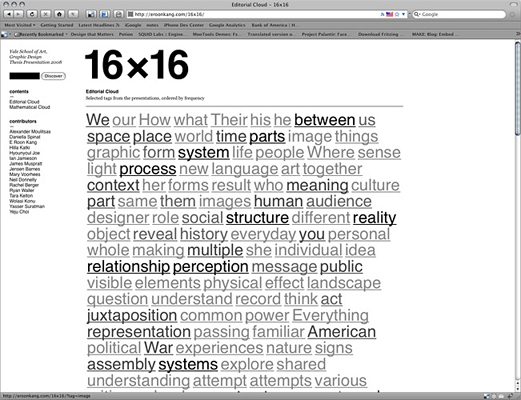 Editorial Cloud – 16×16
http://eroonkang.com/16x16/
Google
Most Visited Getting Started Latest Headlines iGoogle notes iPhone Dev Center Google Analytics Bank of America | H...
Recently Bookmarked Design that Matters Potion SQUID Labs : Engine... MooTools Demos: Fx... Translated version o... Project Palantir: Face... Download Fritzing ... MAKE: Blog: Embed ...
Yale School of Art,
Graphic Design
Thesis Presentation 2008
Discover
contents
Editorial Cloud
Mathematical Cloud
contributors
Alexander Moulitsas
Daniella Spinat
E Roon Kang
Hilla Katki
Hyounyoul Joe
Ian Jamieson
James Muspratt
Jensen Barnes
Mary Voorhees
Neil Donnelly
Rachel Berger
Ryan Waller
Tara Kelton
Wolasi Konu
Yasser Suratman
Yeju Choi
16×16
Editorial Cloud
Selected tags from the presentations, ordered by frequency
We our How what Their his he between us
space place world time parts image things
graphic form system life people Where sense
light process new language art together
context her forms result who meaning culture
part same them images human audience
designer role social structure different reality
object reveal history everyday you personal
whole making multiple she individual idea
relationship perception message public
visible elements physical effect landscape
question understand record think act
juxtaposition common power Everything
representation passing familiar American
political War experiences nature signs
assembly systems explore shared
understanding attempt attempts various
http://eroonkang.com/16x16/?tag=image